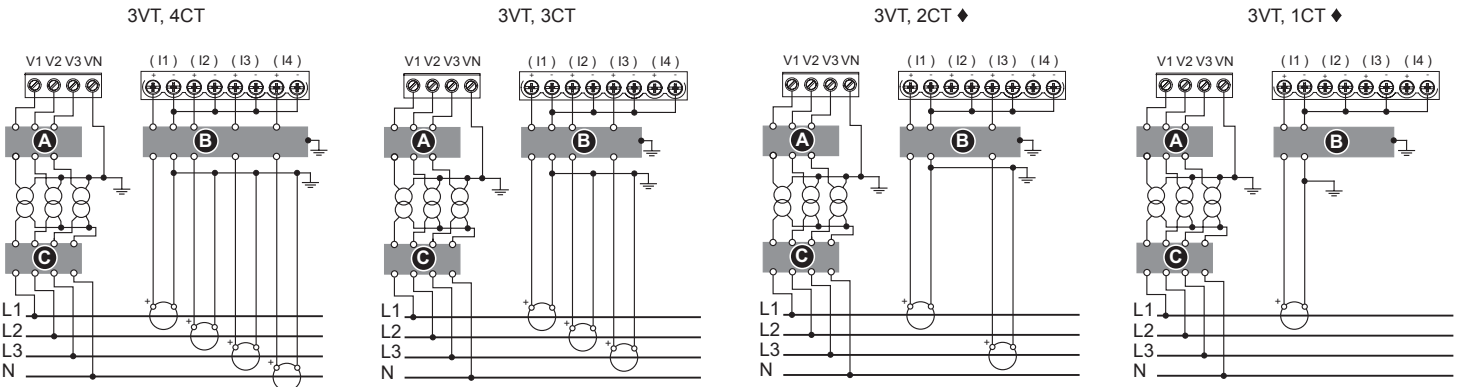 3VT, 4CT
V1 V2 V3 VN ( I1 ) ( I2 ) ( I3 ) ( I4 )
+ - + - + - + -
A
B
C
+
L1
+
L2
+
L3
+
N
3VT, 3CT
V1 V2 V3 VN ( I1 ) ( I2 ) ( I3 ) ( I4 )
+ - + - + - + -
A
B
C
+
L1
+
L2
+
L3
N
3VT, 2CT ♦
V1 V2 V3 VN ( I1 ) ( I2 ) ( I3 ) ( I4 )
+ - + - + - + -
A
B
C
+
L1
L2
+
L3
N
3VT, 1CT ♦
V1 V2 V3 VN ( I1 ) ( I2 ) ( I3 ) ( I4 )
+ - + - + - + -
A
B
C
+
L1
L2
L3
N